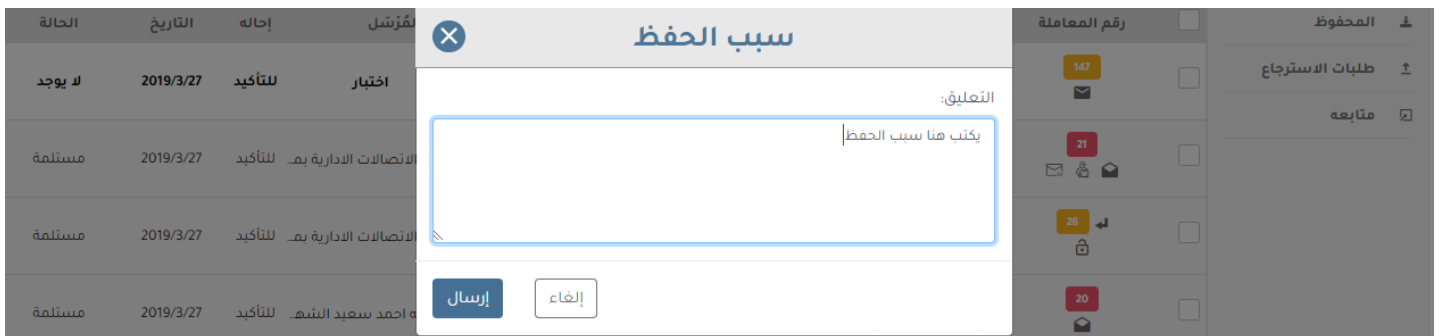 المحفوظ
طلبات الاسترجاع
متابعه
رقم المعاملة
المُرْسَل إحاله التاريخ الحالة
147
اختبار للتأكيد 2019/3/27 لا يوجد
21
الاتصالات الادارية بمـ... للتأكيد 2019/3/27 مستلمة
26
الاتصالات الادارية بمـ... للتأكيد 2019/3/27 مستلمة
20
احمد سعيد الشهـ... للتأكيد 2019/3/27 مستلمة
سبب الحفظ
التعليق:
يكتب هنا سبب الحفظ
إلغاء
إرسال